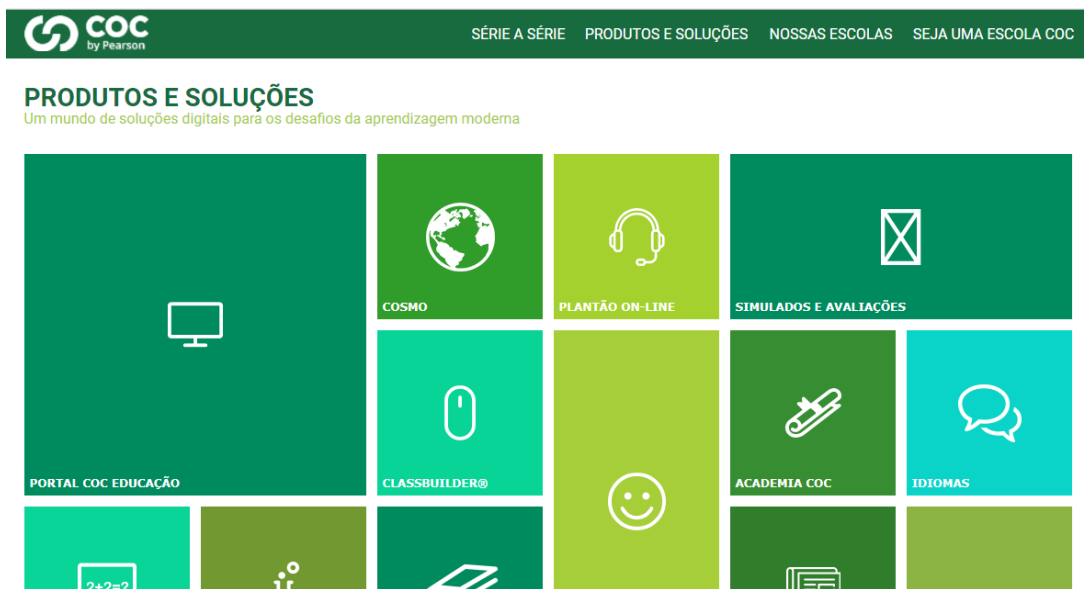 COC
by Pearson
SÉRIE A SÉRIE PRODUTOS E SOLUÇÕES NOSSAS ESCOLAS SEJA UMA ESCOLA COC
PRODUTOS E SOLUÇÕES
Um mundo de soluções digitais para os desafios da aprendizagem moderna
COSMO
PLANTÃO ON-LINE
SIMULADOS E AVALIAÇÕES
PORTAL COC EDUCAÇÃO
CLASSBUILDER®
ACADEMIA COC
IDIOMAS
2+2=?